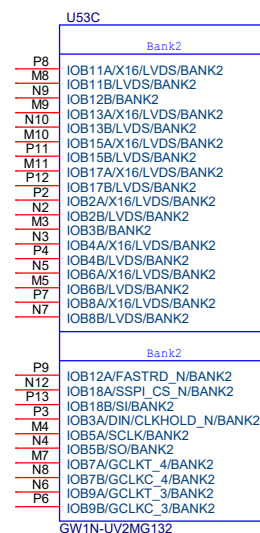 U53C
Bank2
P8 IOB11A/X16/LVDS/BANK2
M8 IOB11B/LVDS/BANK2
N9 IOB12B/BANK2
M9 IOB13A/X16/LVDS/BANK2
N10 IOB13B/LVDS/BANK2
M10 IOB15A/X16/LVDS/BANK2
P11 IOB15B/LVDS/BANK2
M11 IOB17A/X16/LVDS/BANK2
P12 IOB17B/LVDS/BANK2
P2 IOB2A/X16/LVDS/BANK2
N2 IOB2B/LVDS/BANK2
M3 IOB3B/BANK2
N3 IOB4A/X16/LVDS/BANK2
P4 IOB4B/LVDS/BANK2
N5 IOB6A/X16/LVDS/BANK2
M5 IOB6B/LVDS/BANK2
P7 IOB8A/X16/LVDS/BANK2
N7 IOB8B/LVDS/BANK2
Bank2
P9 IOB12A/FASTRD_N/BANK2
N12 IOB18A/SSPI_CS_N/BANK2
P13 IOB18B/SI/BANK2
P3 IOB3A/DIN/CLKHOLD_N/BANK2
M4 IOB5A/SCLK/BANK2
N4 IOB5B/SO/BANK2
M7 IOB7A/GCLKT_4/BANK2
N8 IOB7B/GCLKC_4/BANK2
N6 IOB9A/GCLKT_3/BANK2
P6 IOB9B/GCLKC_3/BANK2
GW1N-UV2MG132